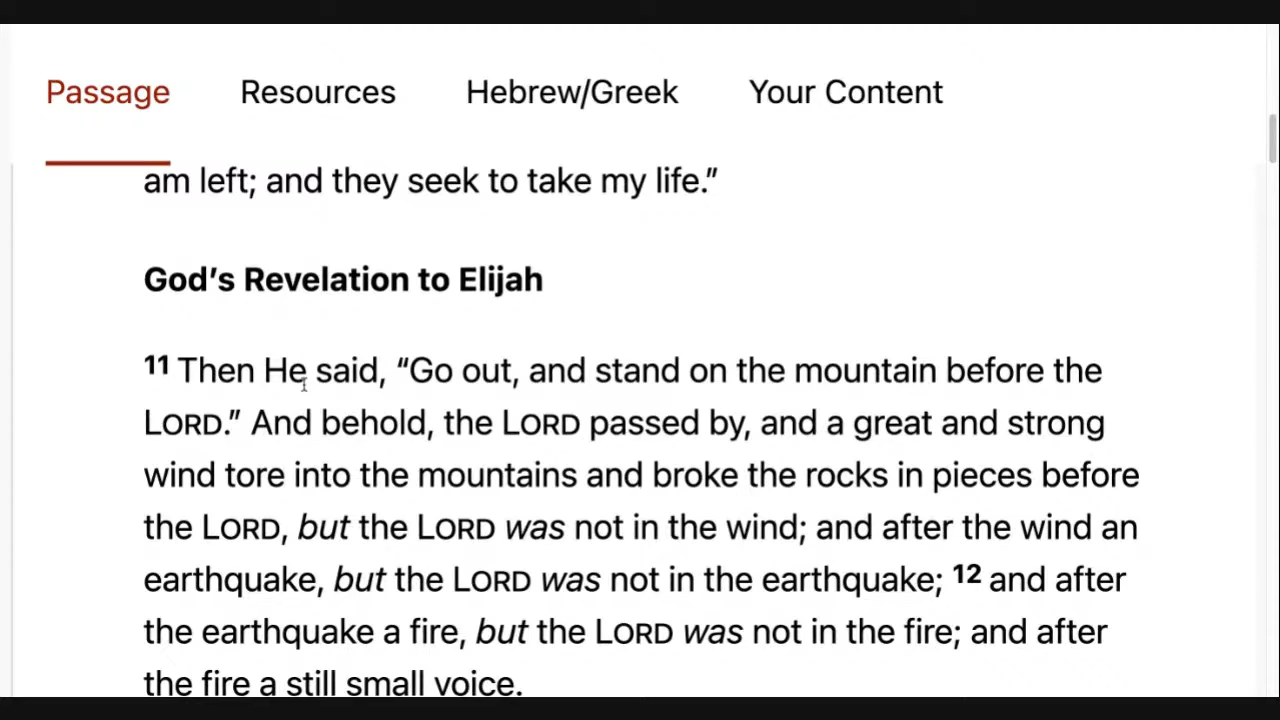 Passage Resources Hebrew/Greek Your Content
am left; and they seek to take my life.”
God’s Revelation to Elijah
11 Then He said, “Go out, and stand on the mountain before the
LORD.” And behold, the LORD passed by, and a great and strong
wind tore into the mountains and broke the rocks in pieces before
the LORD, but the LORD was not in the wind; and after the wind an
earthquake, but the LORD was not in the earthquake; 12 and after
the earthquake a fire, but the LORD was not in the fire; and after
the fire a still small voice.